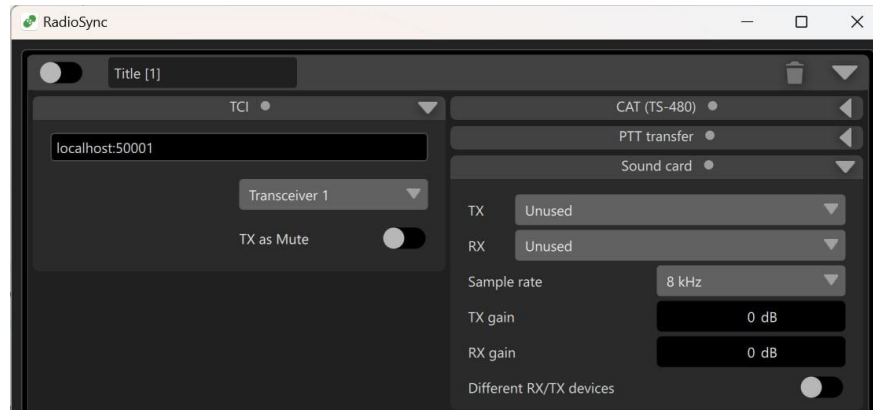 RadioSync
Title [1]
TCI
localhost:50001
Transceiver 1
TX as Mute
CAT (TS-480)
PTT transfer
Sound card
TX Unused
RX Unused
Sample rate 8 kHz
TX gain 0 dB
RX gain 0 dB
Different RX/TX devices